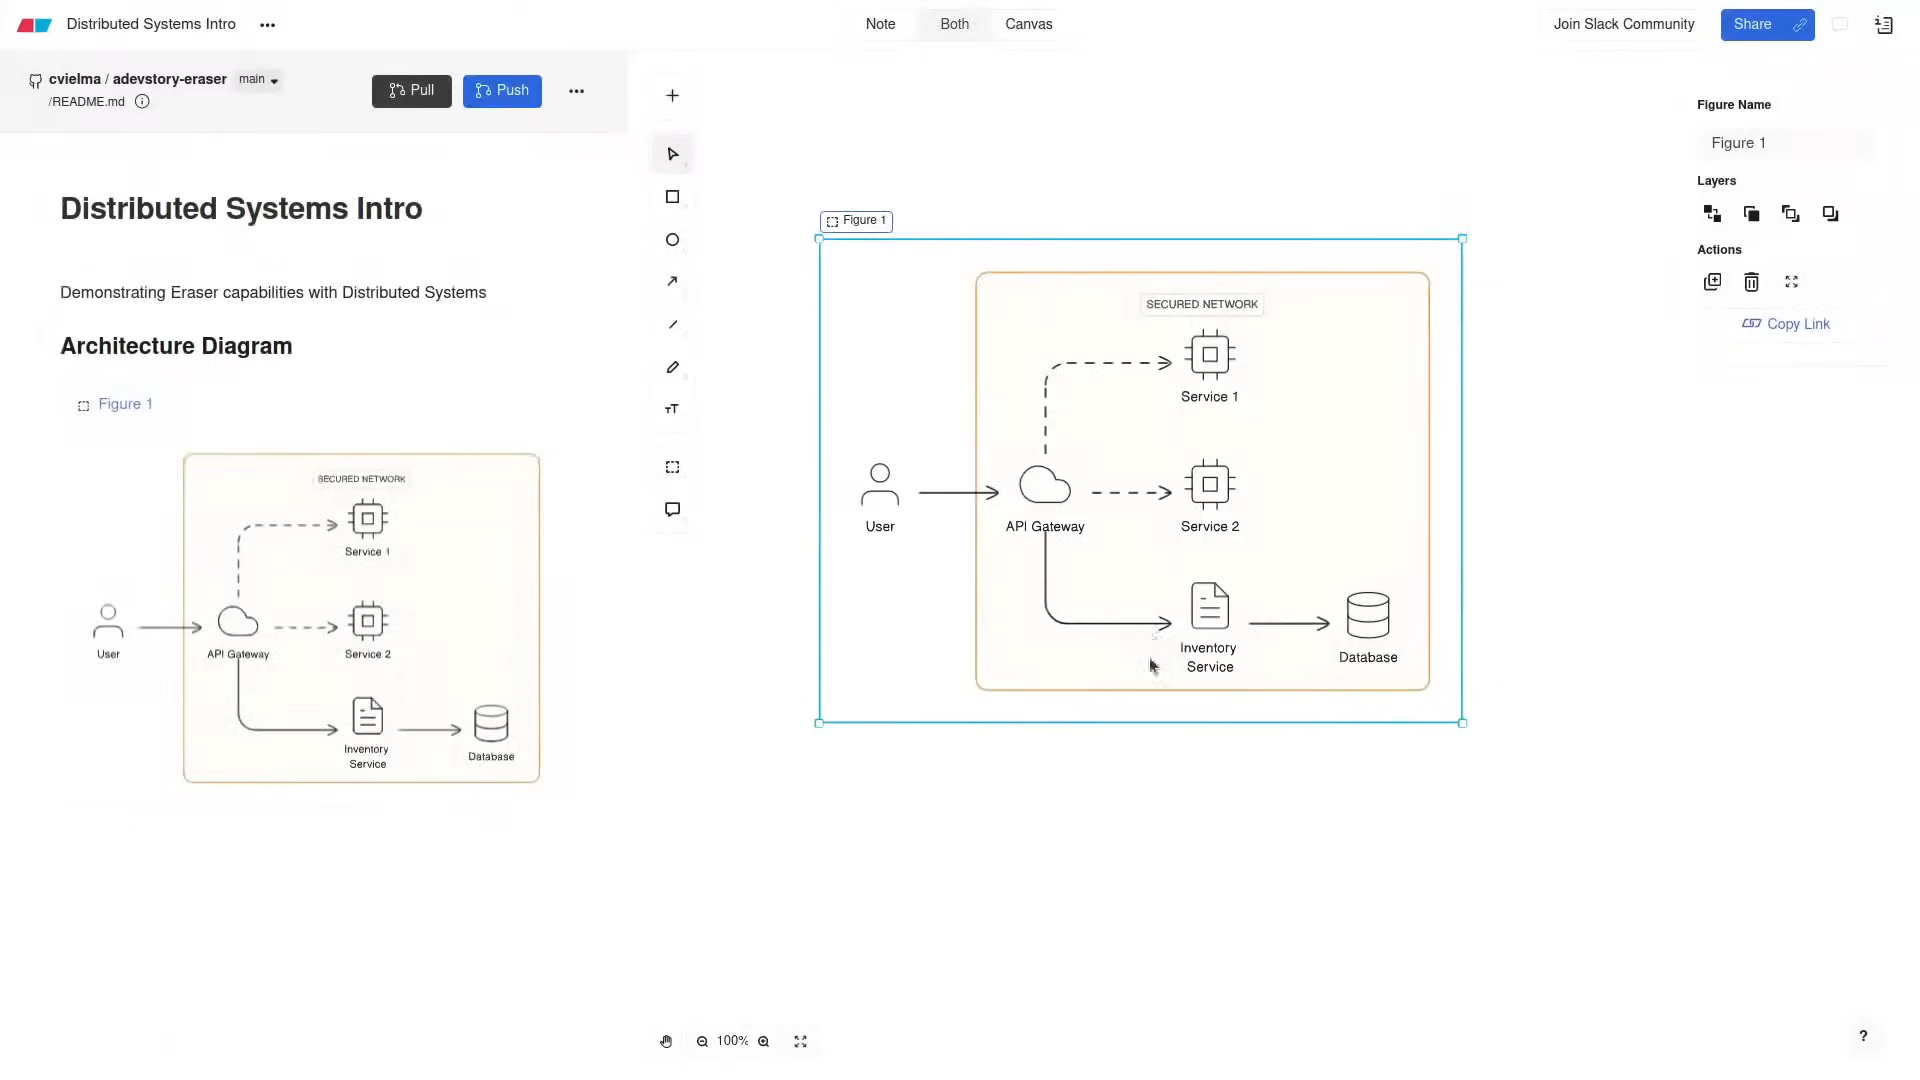 Distributed Systems Intro
Note
Both
Canvas
Join Slack Community
Share
cvielma / adevstory-eraser
main
/README.md
Pull
Push
Distributed Systems Intro
Demonstrating Eraser capabilities with Distributed Systems
Architecture Diagram
Figure 1
SECURED NETWORK
Service 1
Service 2
User
API Gateway
Inventory
Service
Database
Figure 1
SECURED NETWORK
Service 1
User
API Gateway
Service 2
Inventory
Service
Database
Figure Name
Figure 1
Layers
Actions
Copy Link
100%
?